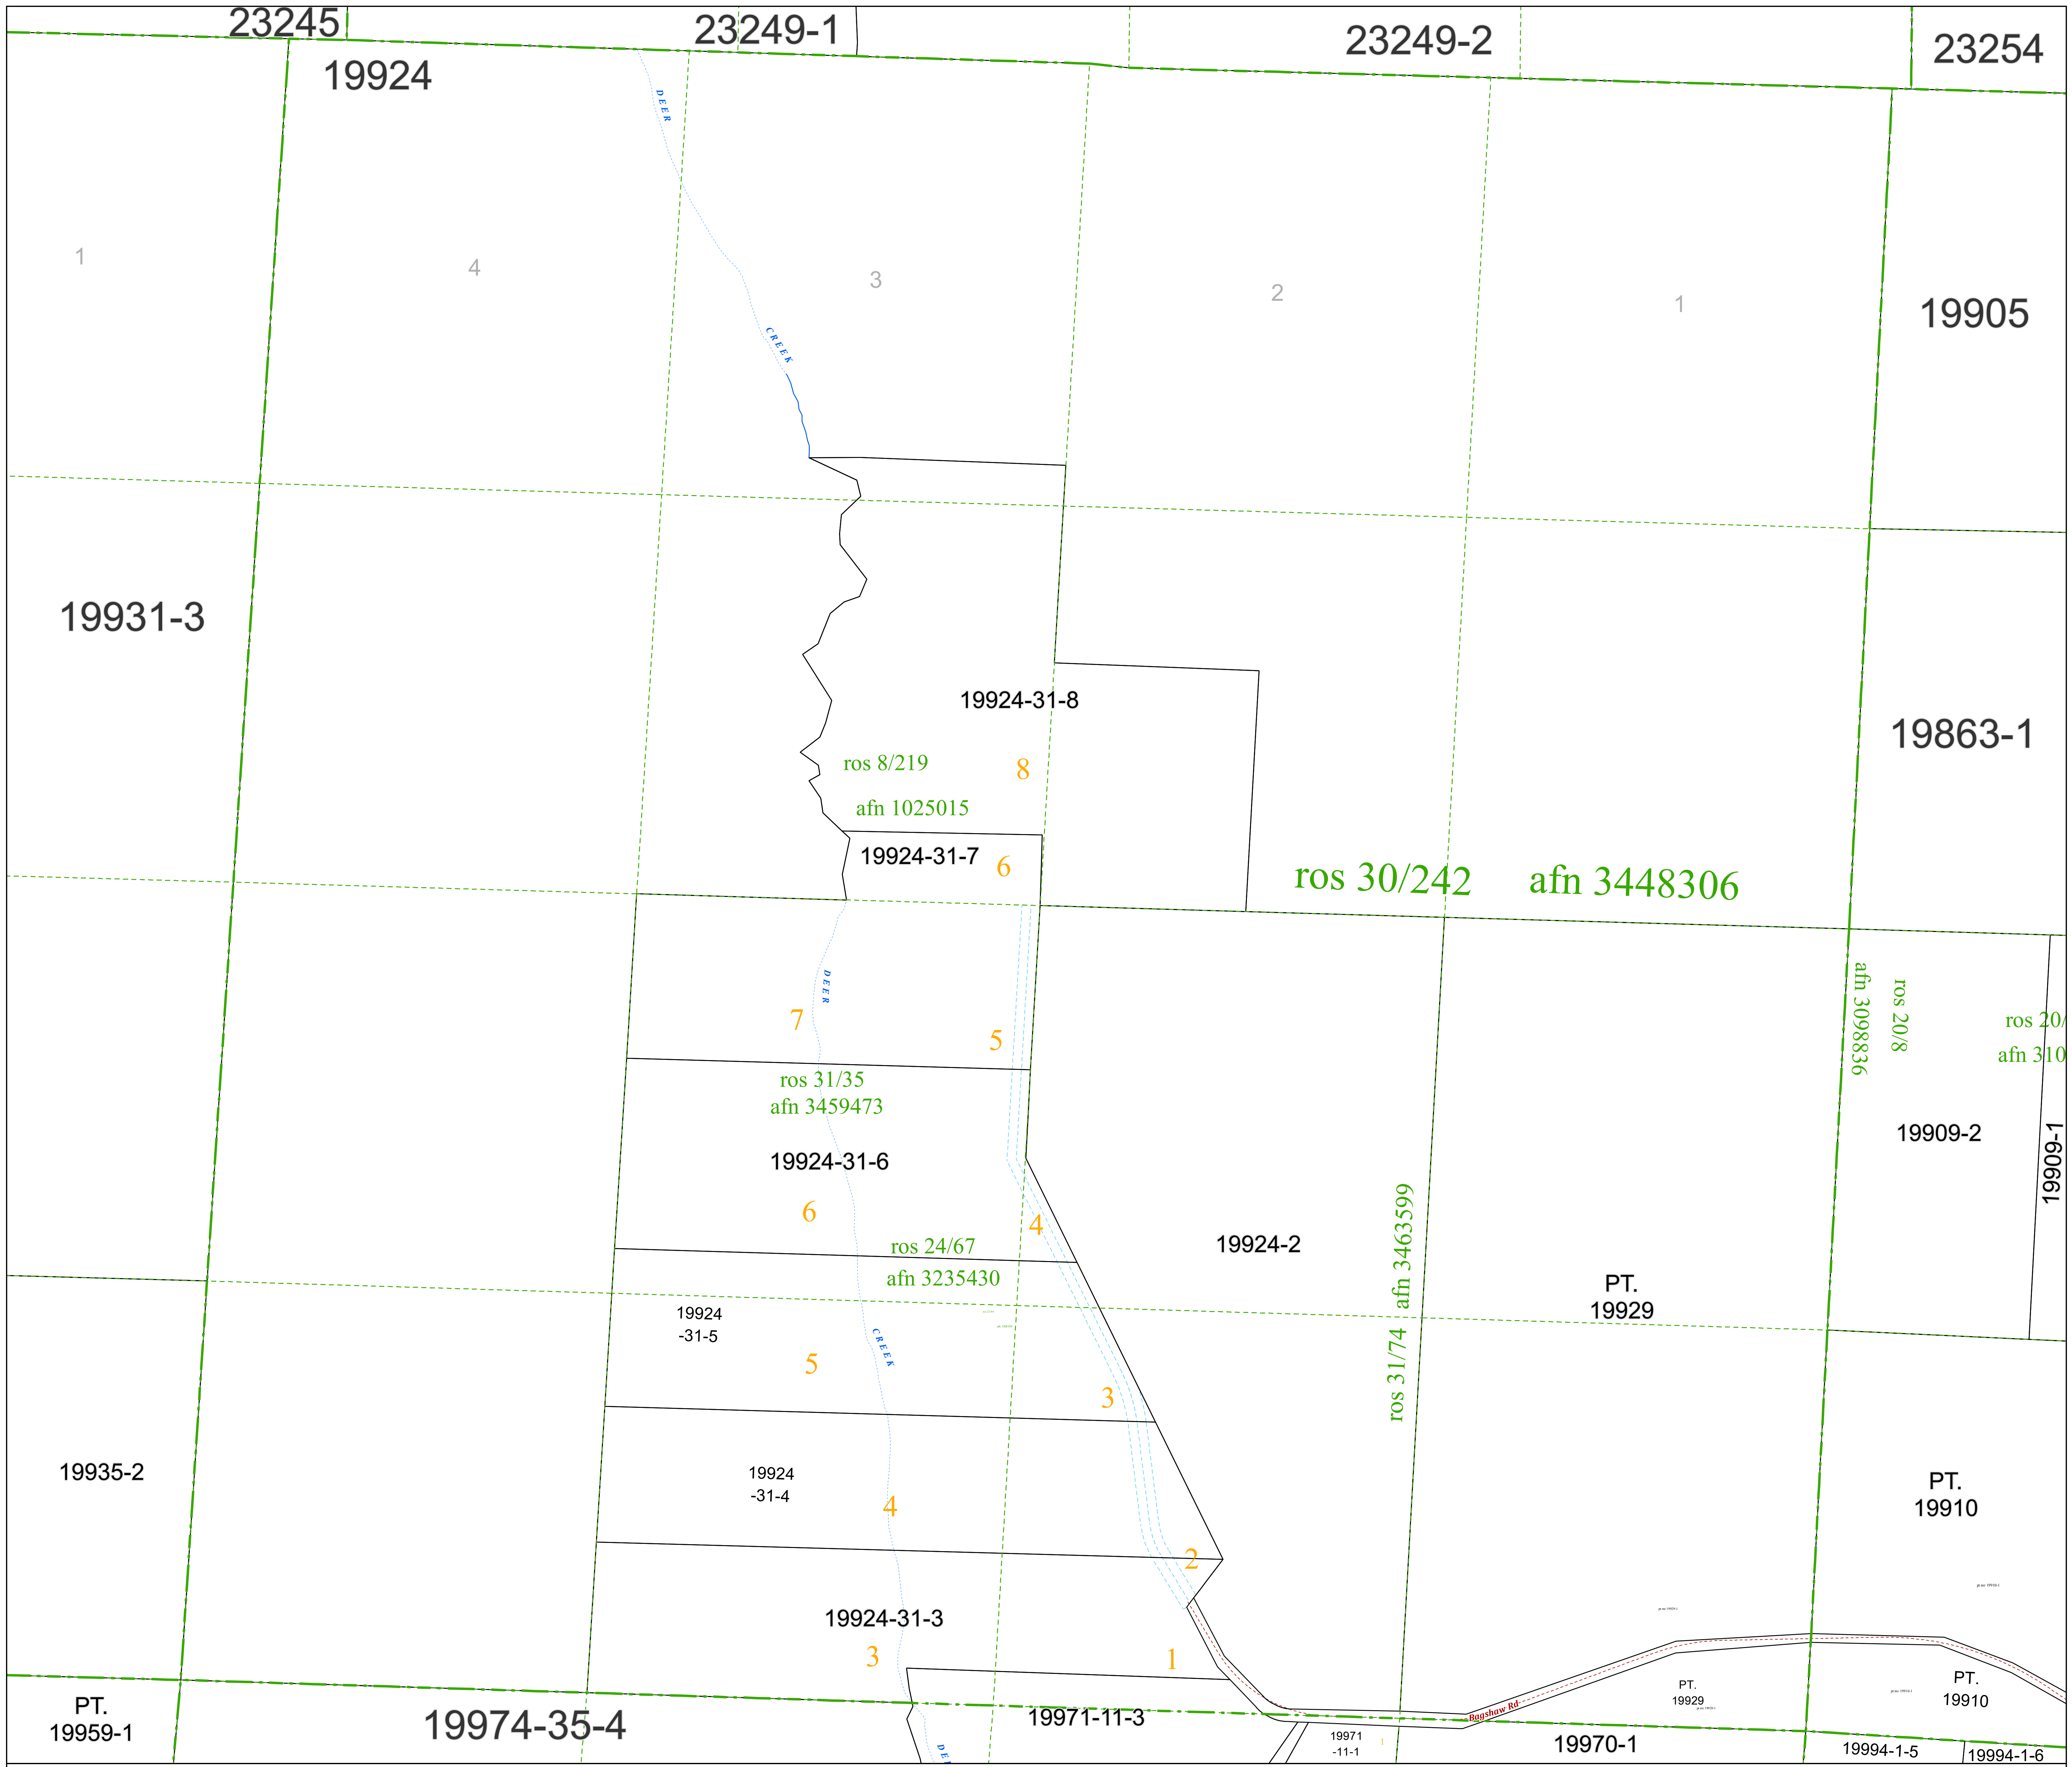 23245
23249-1
23249-2
23254
19924
DEER
1
4
3
2
1
19905
CREEK
19931-3
19924-31-8
19863-1
ros 8/219
8
afn 1025015
19924-31-7
6
ros 30/242
afn 3448306
DEER
7
5
afn 3098836
ros 20/8
ros 20/
afn 310
ros 31/35
afn 3459473
19909-2
19909-1
19924-31-6
6
4
ros 24/67
afn 3235430
19924-2
ros 31/74 afn 3463599
PT.
19929
19924
-31-5
CREEK
5
3
19935-2
19924
-31-4
4
PT.
19910
2
19924-31-3
3
1
PT.
19959-1
19974-35-4
19971-11-3
Bagshaw Rd
PT.
19929
PT.
19910
19971
-11-1
1
19970-1
19994-1-5
19994-1-6